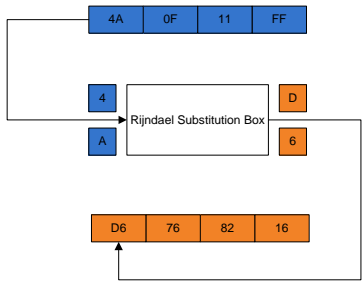 4A 0F 11 FF
4 D
Rijndael Substitution Box
A 6
D6 76 82 16